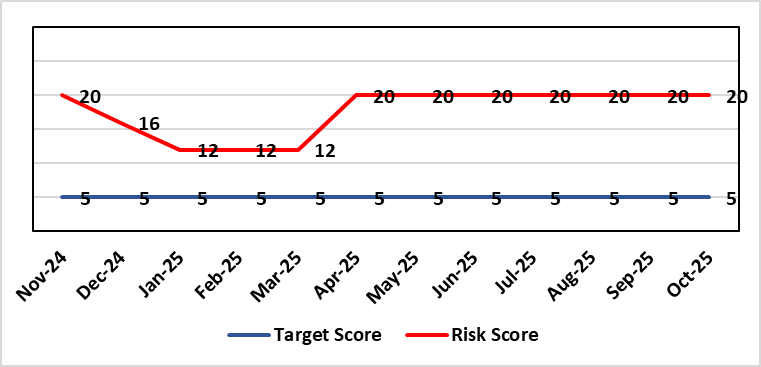 20 20 20 20 20 20 20 20
16
12 12 12
5 5 5 5 5 5 5 5 5 5 5 5
Nov-24 Dec-24 Jan-25 Feb-25 Mar-25 Apr-25 May-25 Jun-25 Jul-25 Aug-25 Sep-25 Oct-25
Target Score Risk Score